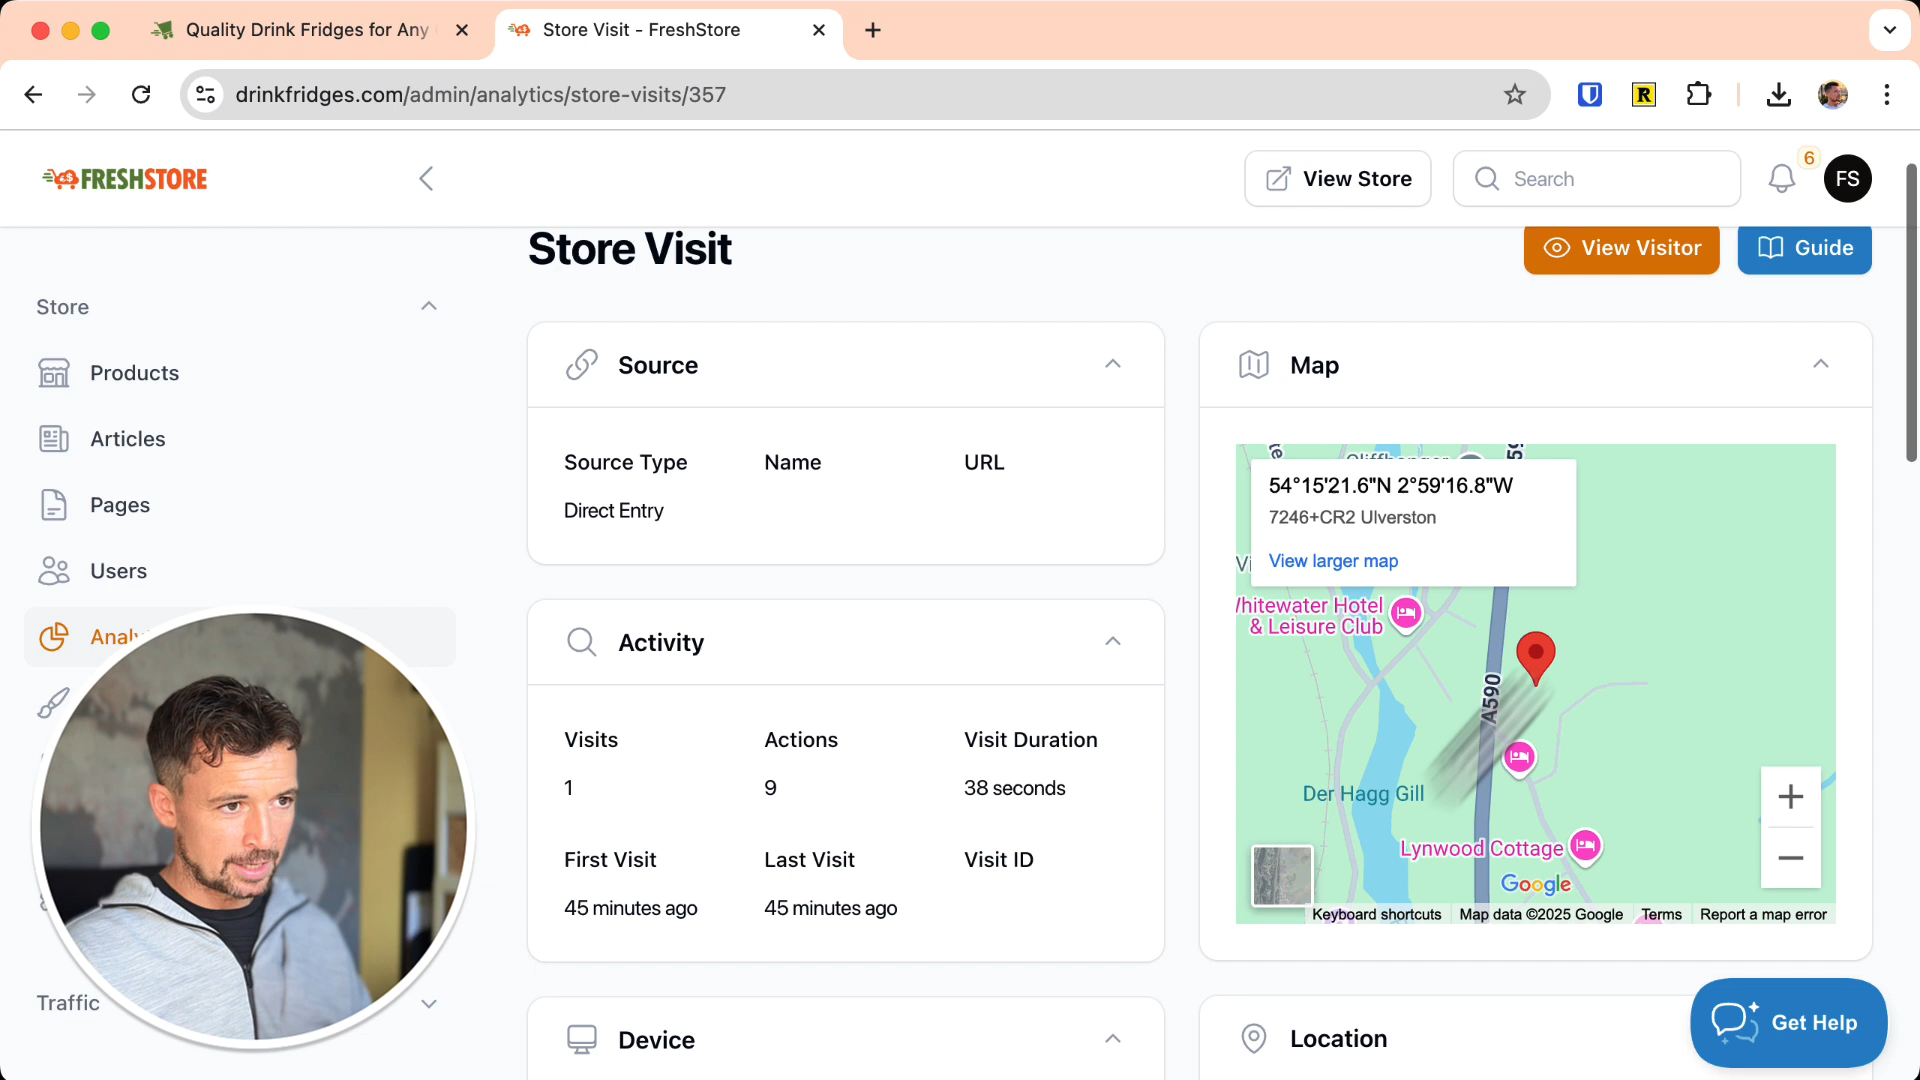 Quality Drink Fridges for Any
Store Visit - FreshStore
drinkfridges.com/admin/analytics/store-visits/357
R
FRESHSTORE
View Store
Search
6
FS
Store Visit
View Visitor
Guide
Store
Products
Articles
Pages
Users
Traffic
Source
Source Type
Name
URL
Direct Entry
Activity
Visits
Actions
Visit Duration
1
9
38 seconds
First Visit
Last Visit
Visit ID
45 minutes ago
45 minutes ago
Device
Map
54°15'21.6"N 2°59'16.8"W
7246+CR2 Ulverston
View larger map
Whitewater Hotel
& Leisure Club
A590
Der Hagg Gill
Lynwood Cottage
Google
Keyboard shortcuts
Map data ©2025 Google
Terms
Report a map error
Location
Get Help